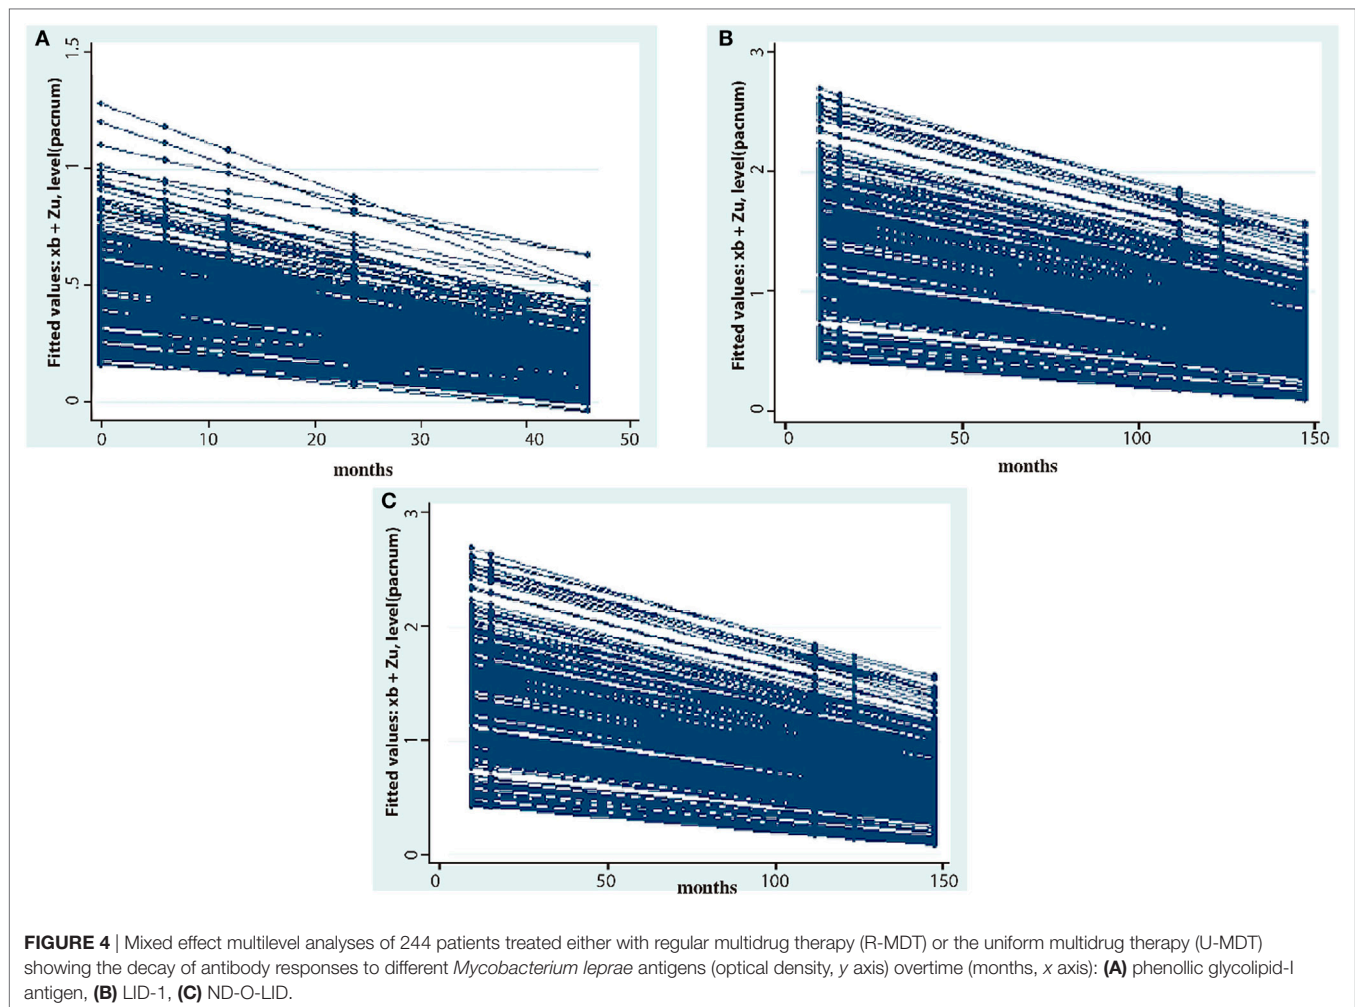 A
1.5
1
.5
0
Fitted values: xb + Zu, level(pacnum)
0 10 20 30 40 50
months
B
3
2
1
0
Fitted values: xb + Zu, level(pacnum)
0 50 100 150
months
C
3
2
1
0
Fitted values: xb + Zu, level(pacnum)
0 50 100 150
months
FIGURE 4 | Mixed effect multilevel analyses of 244 patients treated either with regular multidrug therapy (R-MDT) or the uniform multidrug therapy (U-MDT)
showing the decay of antibody responses to different Mycobacterium leprae antigens (optical density, y axis) overtime (months, x axis): (A) phenollic glycolipid-I
antigen, (B) LID-1, (C) ND-O-LID.